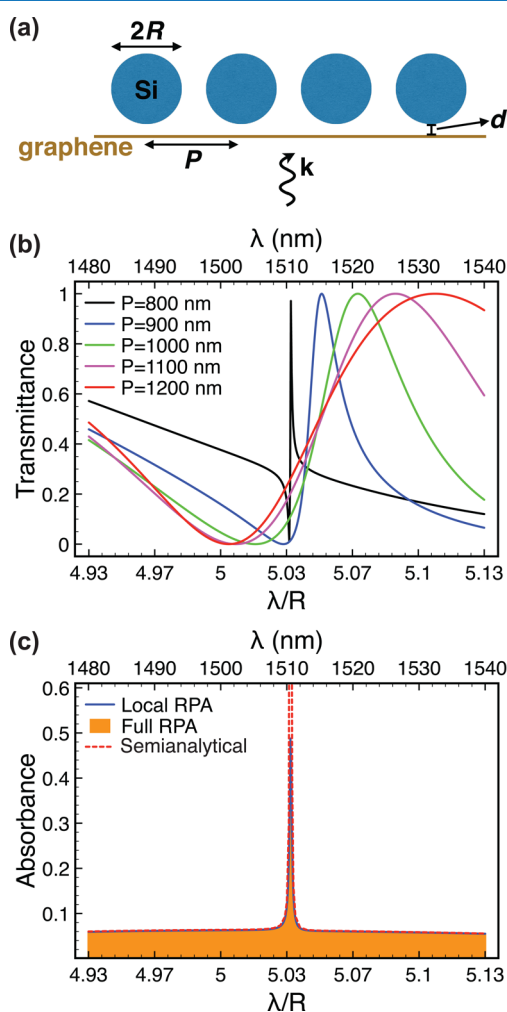 (a)
2R
Si
d
graphene
P
k
(b)
λ (nm)
1480 1490 1500 1510 1520 1530 1540
1
0.8
0.6
0.4
0.2
0
Transmittance
P=800 nm
P=900 nm
P=1000 nm
P=1100 nm
P=1200 nm
4.93 4.97 5 5.03 5.07 5.1 5.13
λ/R
(c)
λ (nm)
1480 1490 1500 1510 1520 1530 1540
0.6
0.5
0.4
0.3
0.2
0.1
Absorbance
Local RPA
Full RPA
Semianalytical
4.93 4.97 5 5.03 5.07 5.1 5.13
λ/R